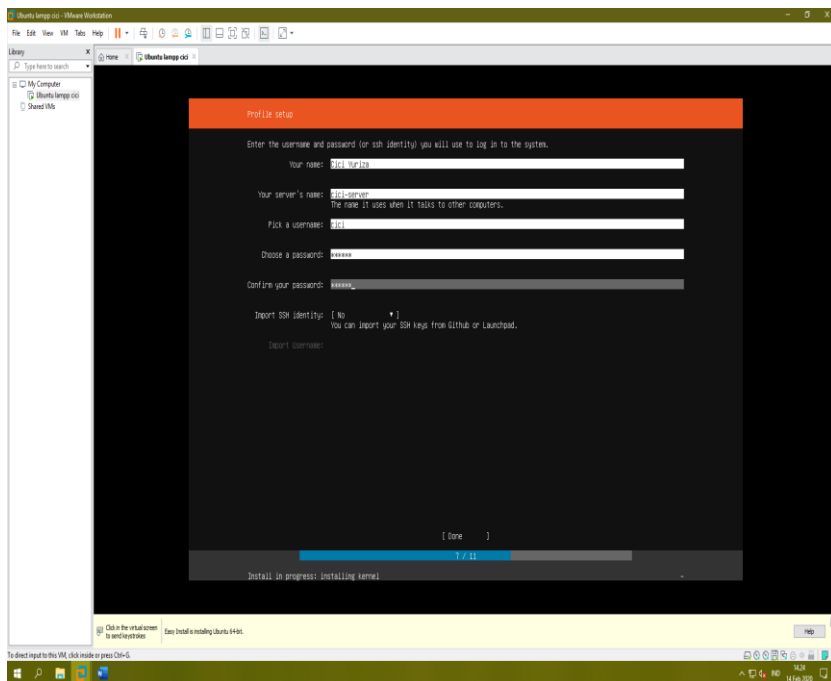 Ubuntu lampp cici - VMware Workstation
File Edit View VM Tabs Help
Library
Type here to search
My Computer
Ubuntu lampp cici
Shared VMs
Home
Ubuntu lampp cici
Profile setup
Enter the username and password (or ssh identity) you will use to log in to the system.
Your name: Cici Yuriza
Your server's name: cici-server
The name it uses when it talks to other computers.
Pick a username: cici
Choose a password: ******
Confirm your password: ******_
Import SSH identity: [ No ▾ ]
You can import your SSH keys from Github or Launchpad.
Import Username:
[ Done ]
7 / 11
Install in progress: installing kernel
Click in the virtual screen
to send keystrokes
Easy Install is installing Ubuntu 64-bit.
Help
To direct input to this VM, click inside or press Ctrl+G.
IND
14.24
14 Feb 2020